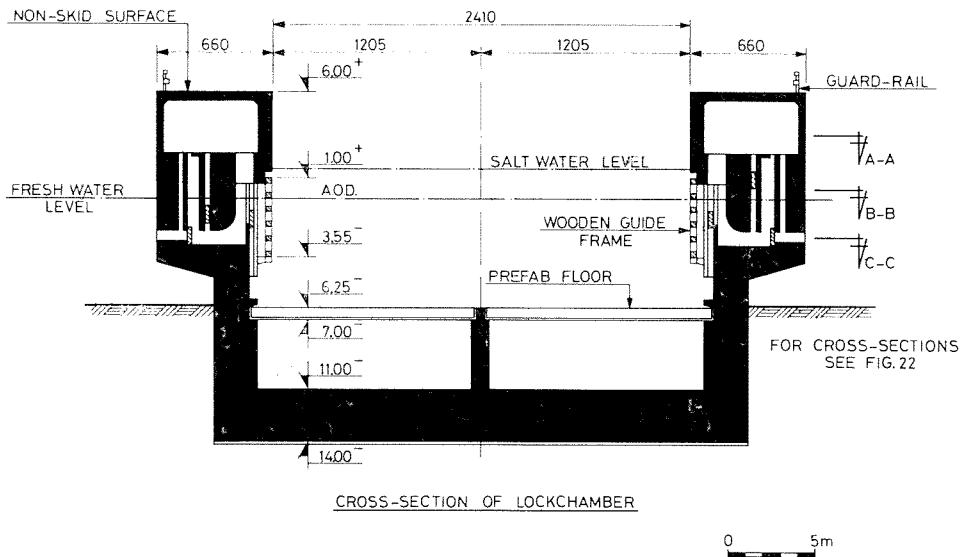 NON-SKID SURFACE
2410
660
1205
1205
660
6.00+
GUARD-RAIL
1.00+
SALT WATER LEVEL
A-A
FRESH WATER
LEVEL
A.O.D.
B-B
WOODEN GUIDE
FRAME
3.55-
C-C
PREFAB FLOOR
6.25-
7.00-
FOR CROSS-SECTIONS
SEE FIG. 22
11.00-
14.00-
CROSS-SECTION OF LOCKCHAMBER
0
5m